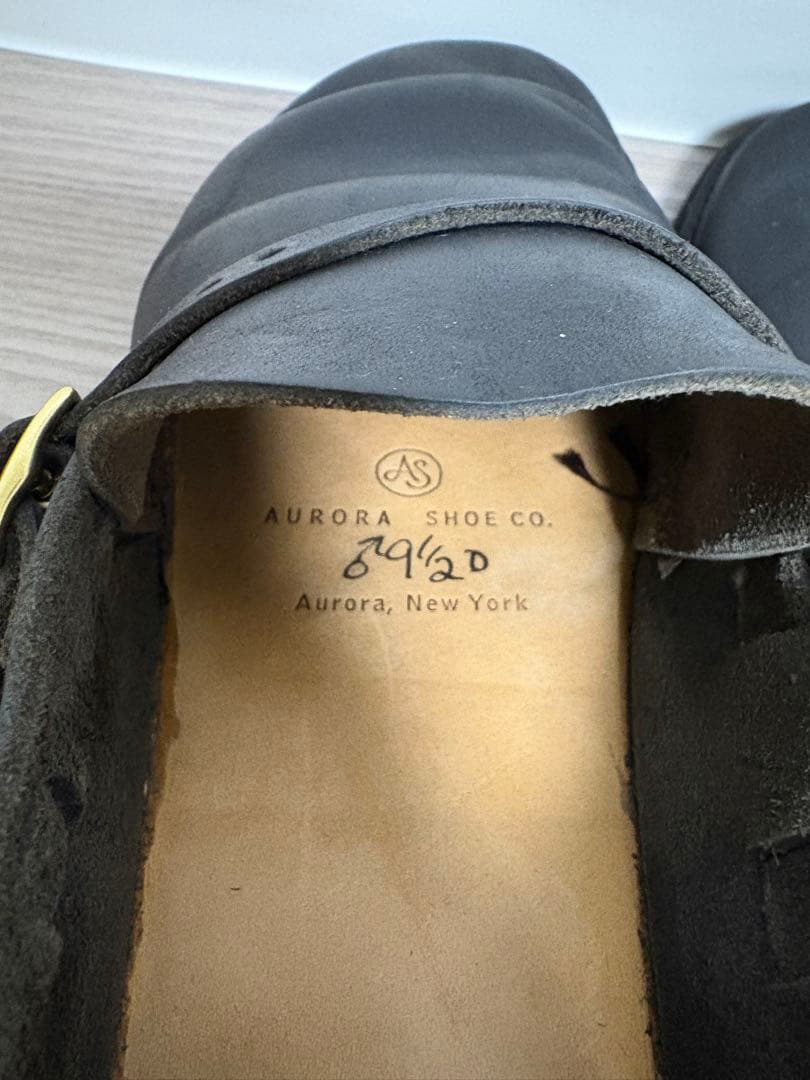 AS
AURORA SHOE CO.
♂9½D
Aurora, New York